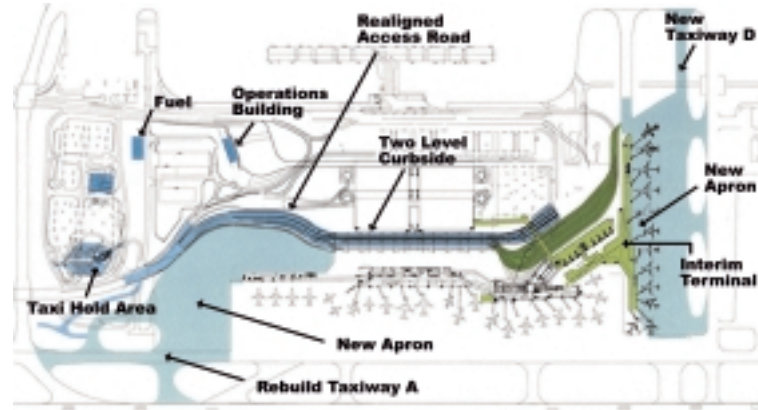 Realigned
Access Road
New
Taxiway D
Fuel
Operations
Building
Two Level
Curbside
New
Apron
Interim
Terminal
Taxi Hold Area
New Apron
Rebuild Taxiway A